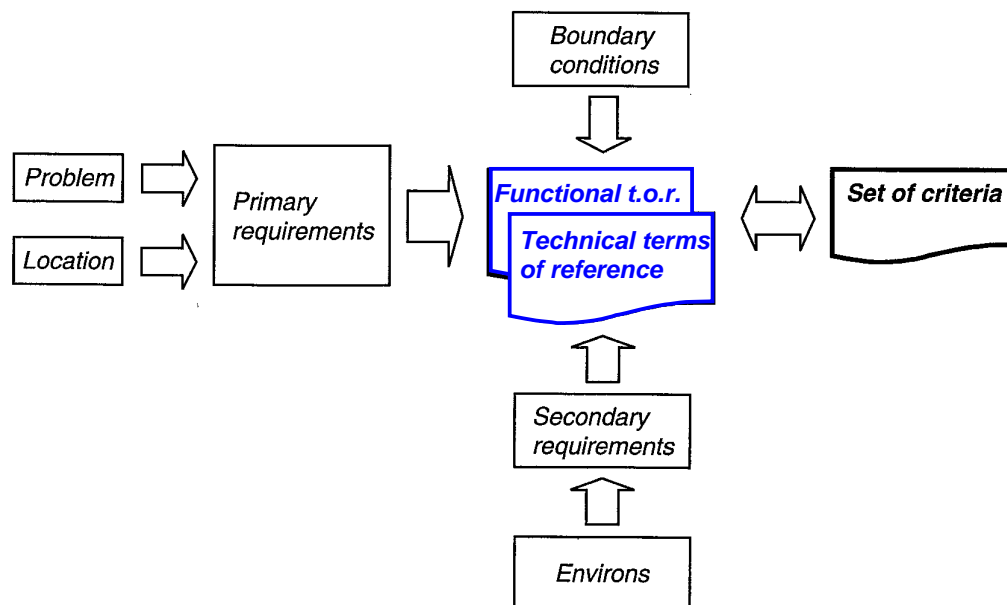 Boundary
conditions
Problem
Location
Primary
requirements
Functional t.o.r.
Technical terms
of reference
Set of criteria
Secondary
requirements
Environs